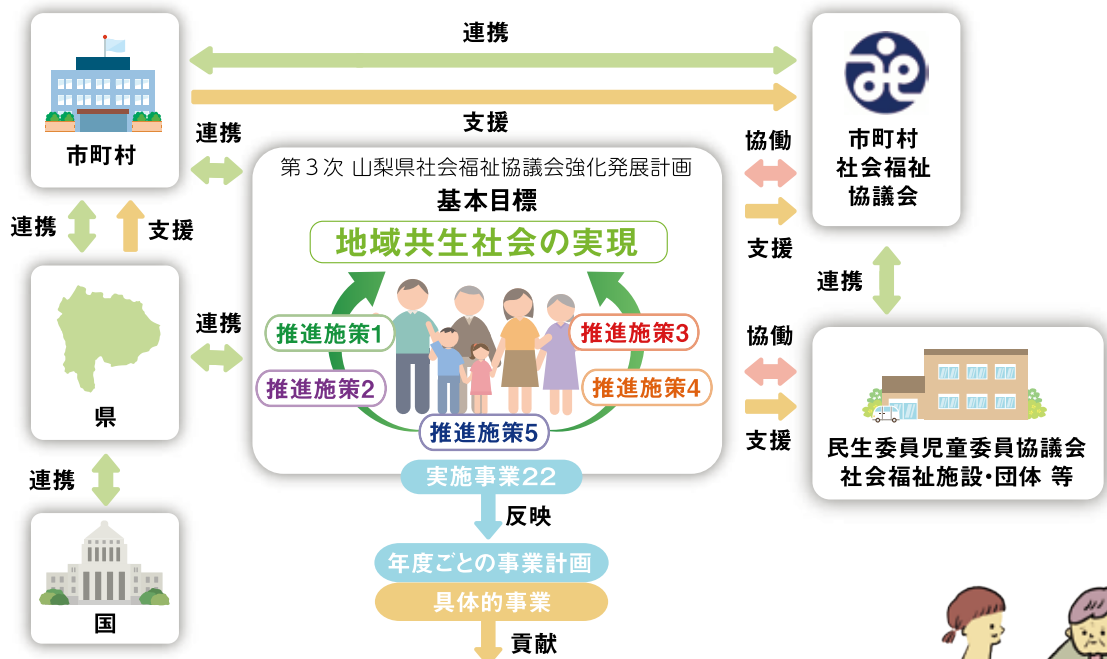 連携
支援
市町村
市町村
社会福祉
協議会
連携
協働
支援
第3次 山梨県社会福祉協議会強化発展計画
基本目標
地域共生社会の実現
推進施策1
推進施策2
推進施策3
推進施策4
推進施策5
実施事業22
連携
支援
県
連携
連携
協働
支援
民生委員児童委員協議会
社会福祉施設・団体 等
連携
国
反映
年度ごとの事業計画
具体的事業
貢献